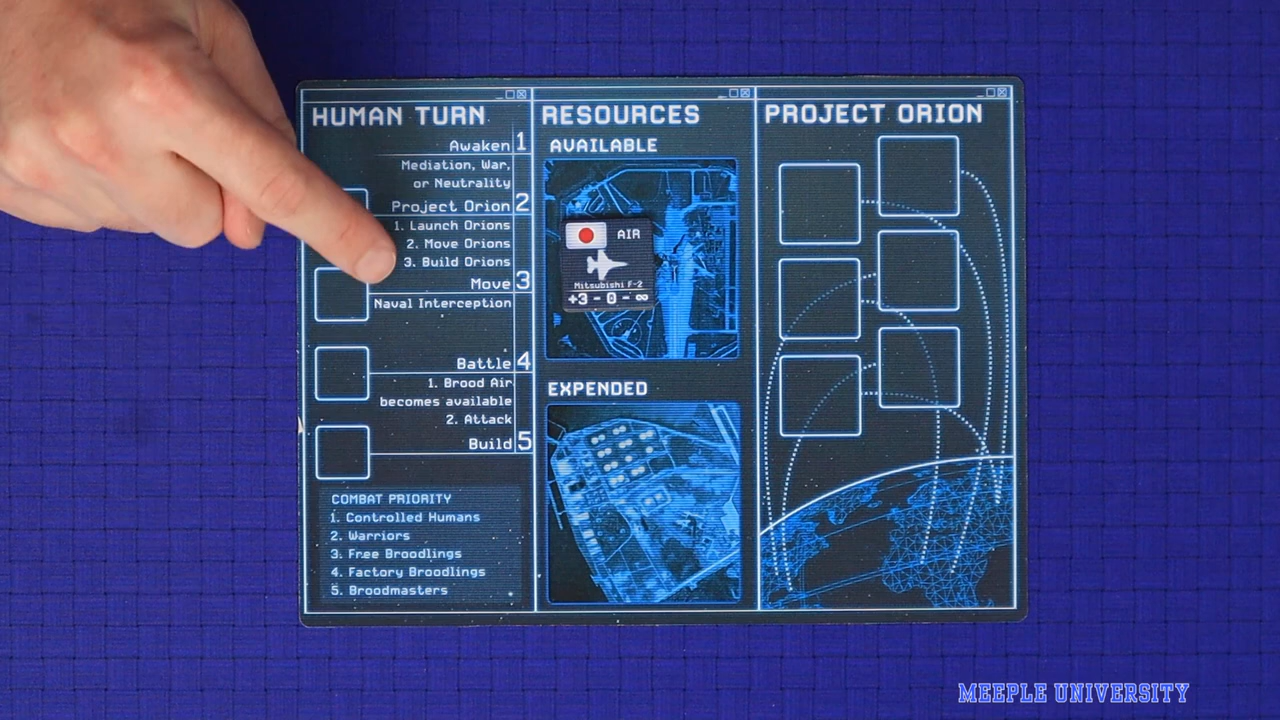 HUMAN TURN
Awaken 1
Mediation, War,
or Neutrality
Project Orion 2
1. Launch Orions
2. Move Orions
3. Build Orions
Move 3
Naval Interception
Battle 4
1. Brood Air
becomes available
2. Attack
Build 5
COMBAT PRIORITY
1. Controlled Humans
2. Warriors
3. Free Broodlings
4. Factory Broodlings
5. Broodmasters
RESOURCES
AVAILABLE
AIR
Mitsubishi F-2
+3 - 0 - ∞
EXPENDED
PROJECT ORION
MEEPLE UNIVERSITY